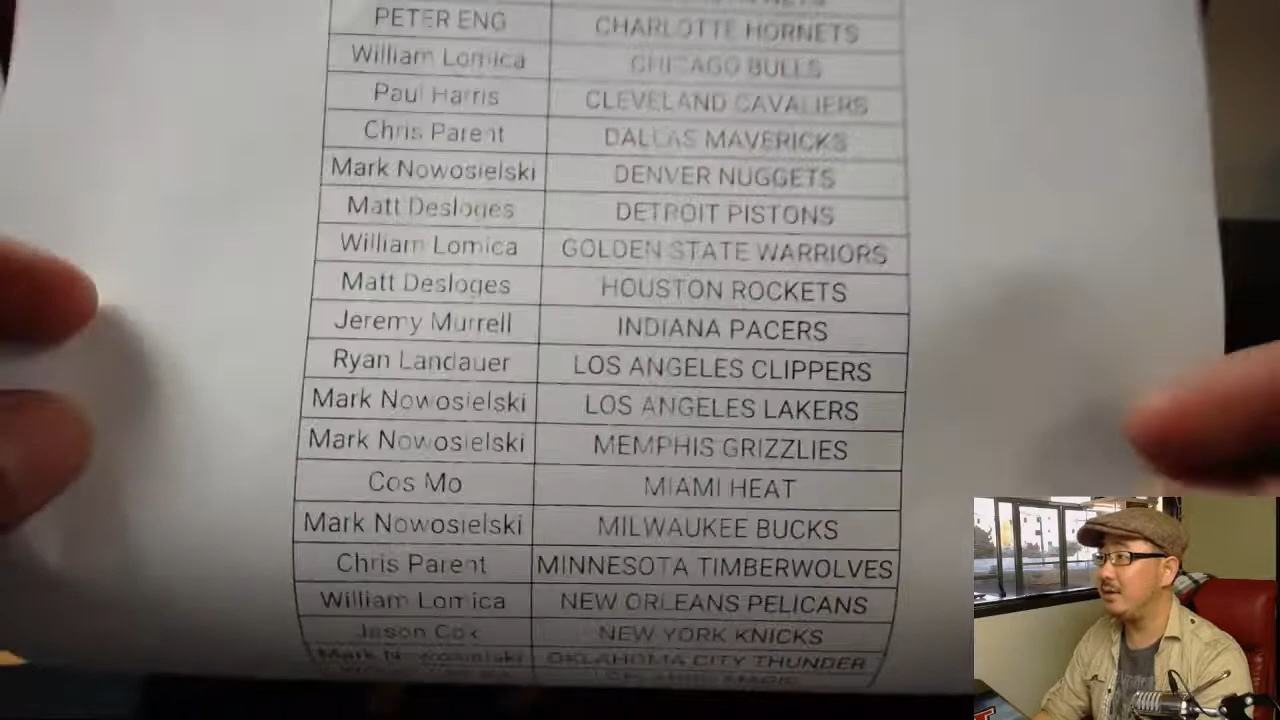 PETER ENG CHARLOTTE HORNETS
William Lomica CHICAGO BULLS
Paul Harris CLEVELAND CAVALIERS
Chris Parent DALLAS MAVERICKS
Mark Nowosielski DENVER NUGGETS
Matt Desloges DETROIT PISTONS
William Lomica GOLDEN STATE WARRIORS
Matt Desloges HOUSTON ROCKETS
Jeremy Murrell INDIANA PACERS
Ryan Landauer LOS ANGELES CLIPPERS
Mark Nowosielski LOS ANGELES LAKERS
Mark Nowosielski MEMPHIS GRIZZLIES
Cos Mo MIAMI HEAT
Mark Nowosielski MILWAUKEE BUCKS
Chris Parent MINNESOTA TIMBERWOLVES
William Lomica NEW ORLEANS PELICANS
Jason Cox NEW YORK KNICKS
Mark Nowosielski OKLAHOMA CITY THUNDER